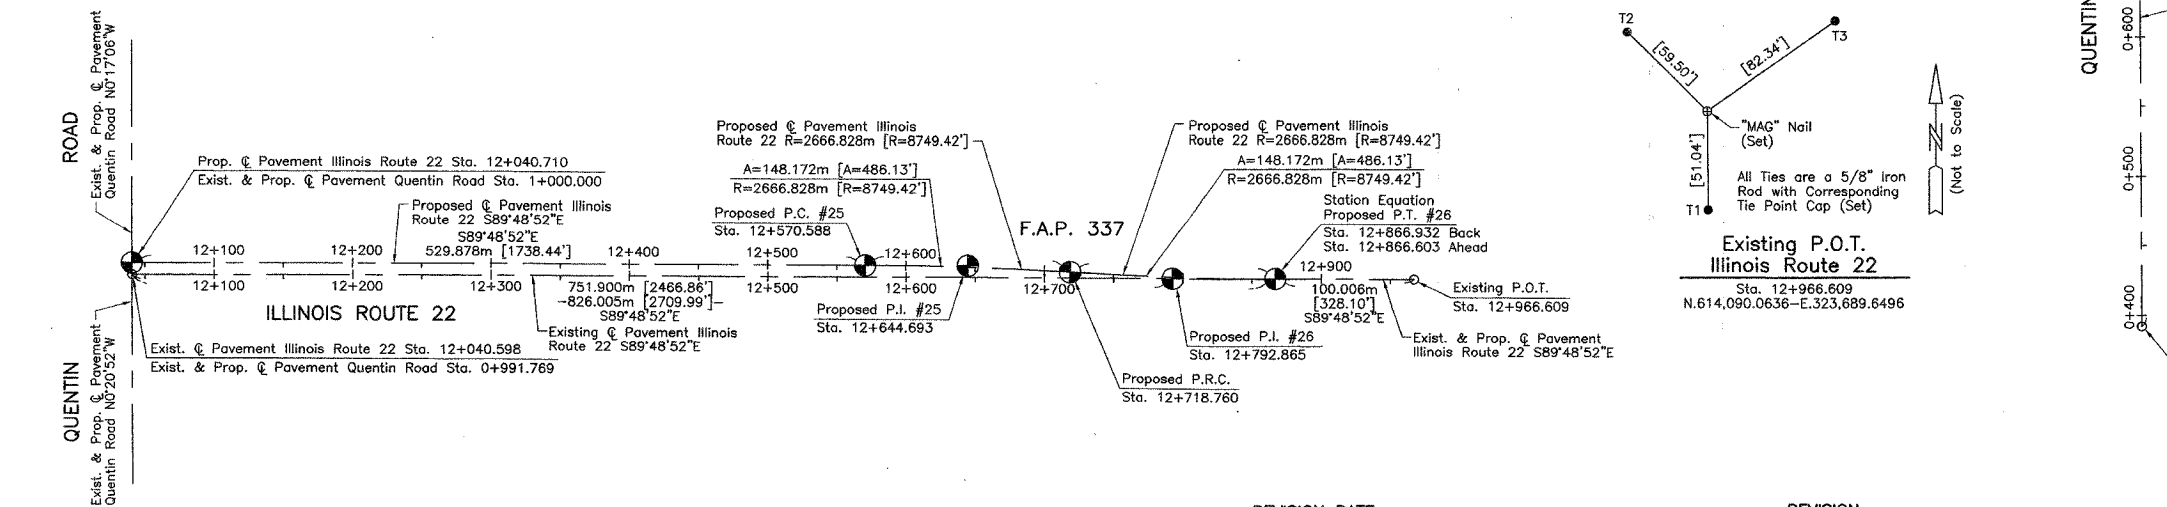 ROAD
Exist. & Prop. ℄ Pavement
Quentin Road N0°17'06"W
QUENTIN
Exist. & Prop. ℄ Pavement
Quentin Road N0°20'52"W
Prop. ℄ Pavement Illinois Route 22 Sta. 12+040.710
Exist. & Prop. ℄ Pavement Quentin Road Sta. 1+000.000
Proposed ℄ Pavement Illinois
Route 22 S89°48'52"E
S89°48'52"E
529.878m [1738.44']
12+100
12+200
12+400
12+500
12+600
12+900
12+100
12+200
12+300
12+500
12+600
12+700
ILLINOIS ROUTE 22
751.900m [2466.86']
826.005m [2709.99']
S89°48'52"E
Existing ℄ Pavement Illinois
Route 22 S89°48'52"E
Exist. ℄ Pavement Illinois Route 22 Sta. 12+040.598
Exist. & Prop. ℄ Pavement Quentin Road Sta. 0+991.769
Proposed ℄ Pavement Illinois
Route 22 R=2666.828m [R=8749.42']
A=148.172m [A=486.13']
R=2666.828m [R=8749.42']
Proposed P.C. #25
Sta. 12+570.588
Proposed P.I. #25
Sta. 12+644.693
F.A.P. 337
Proposed ℄ Pavement Illinois
Route 22 R=2666.828m [R=8749.42']
A=148.172m [A=486.13']
R=2666.828m [R=8749.42']
Station Equation
Proposed P.T. #26
Sta. 12+866.932 Back
Sta. 12+866.603 Ahead
100.006m
[328.10']
S89°48'52"E
Proposed P.I. #26
Sta. 12+792.865
Proposed P.R.C.
Sta. 12+718.760
Existing P.O.T.
Sta. 12+966.609
Exist. & Prop. ℄ Pavement
Illinois Route 22 S89°48'52"E
T2
T3
[59.50']
[82.34']
[51.04']
T1
"MAG" Nail
(Set)
All Ties are a 5/8" Iron
Rod with Corresponding
Tie Point Cap (Set)
N
(Not to Scale)
Existing P.O.T.
Illinois Route 22
Sta. 12+966.609
N.614,090.0636-E.323,689.6496
QUENTIN
0+600
0+500
0+400